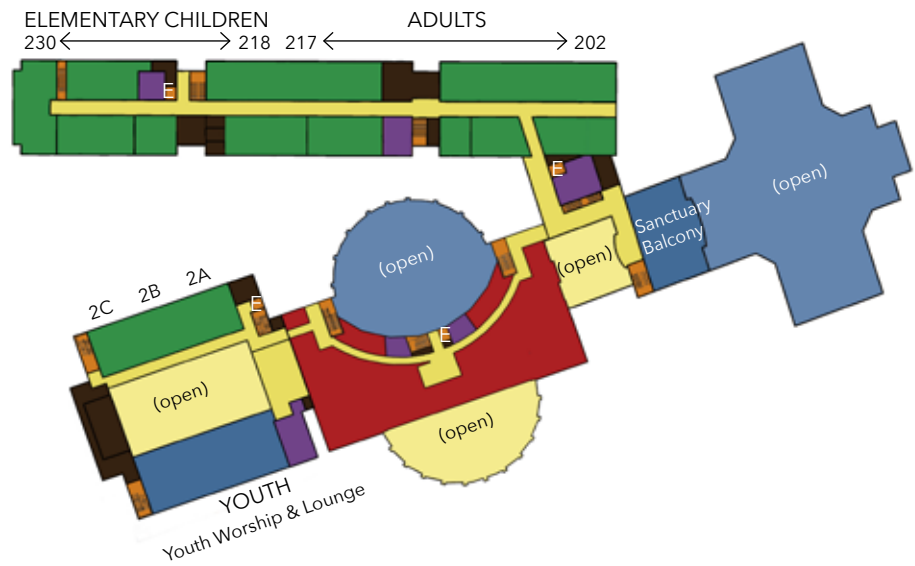 ELEMENTARY CHILDREN
ADULTS
230
218
217
202
E
E
Sanctuary
Balcony
(open)
(open)
(open)
2C
2B
2A
E
E
(open)
(open)
YOUTH
Youth Worship & Lounge